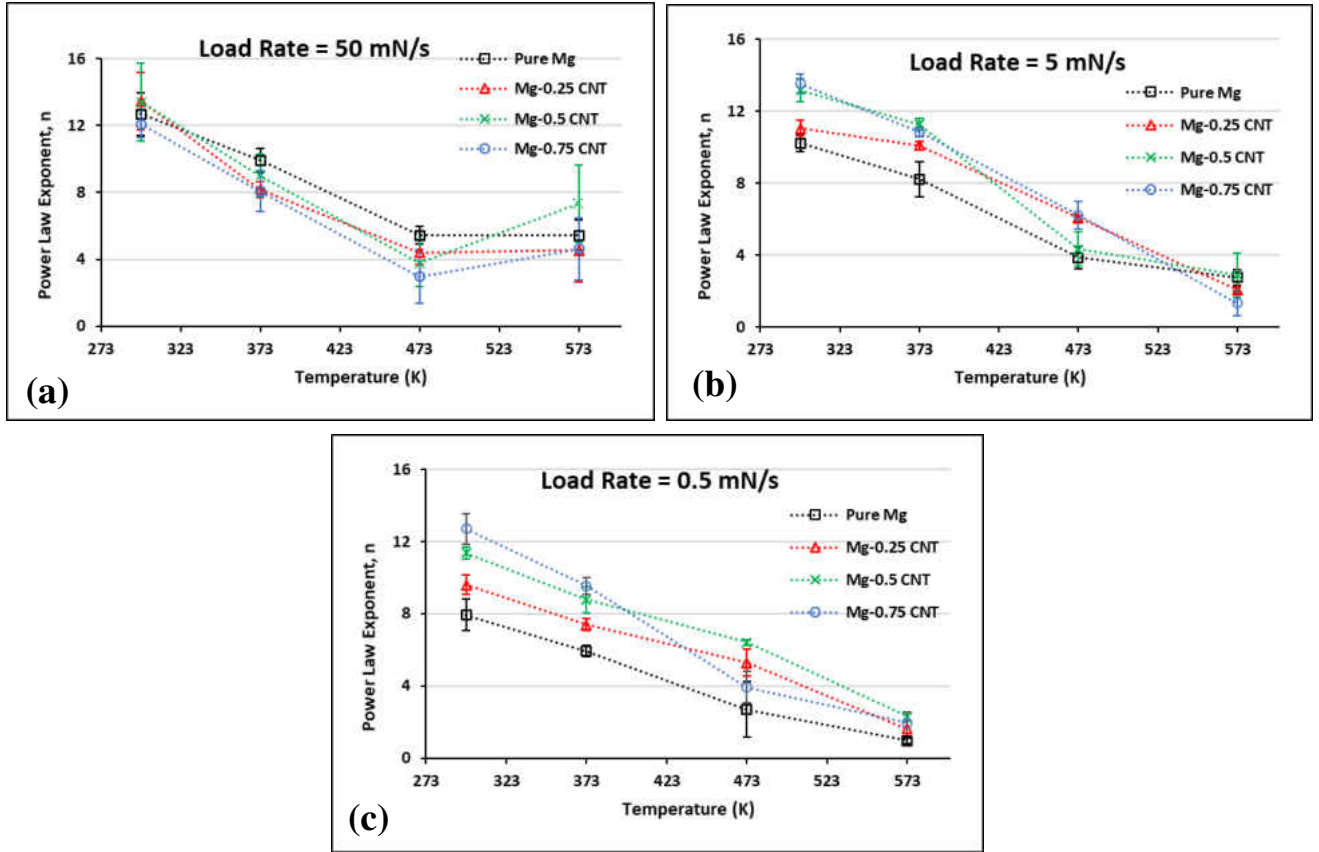 Load Rate = 50 mN/s
Pure Mg
Mg-0.25 CNT
Mg-0.5 CNT
Mg-0.75 CNT
Power Law Exponent, n
16
12
8
4
0
273 323 373 423 473 523 573
Temperature (K)
(a)
Load Rate = 5 mN/s
Pure Mg
Mg-0.25 CNT
Mg-0.5 CNT
Mg-0.75 CNT
Power Law Exponent, n
16
12
8
4
0
273 323 373 423 473 523 573
Temperature (K)
(b)
Load Rate = 0.5 mN/s
Pure Mg
Mg-0.25 CNT
Mg-0.5 CNT
Mg-0.75 CNT
Power Law Exponent, n
16
12
8
4
0
273 323 373 423 473 523 573
Temperature (K)
(c)